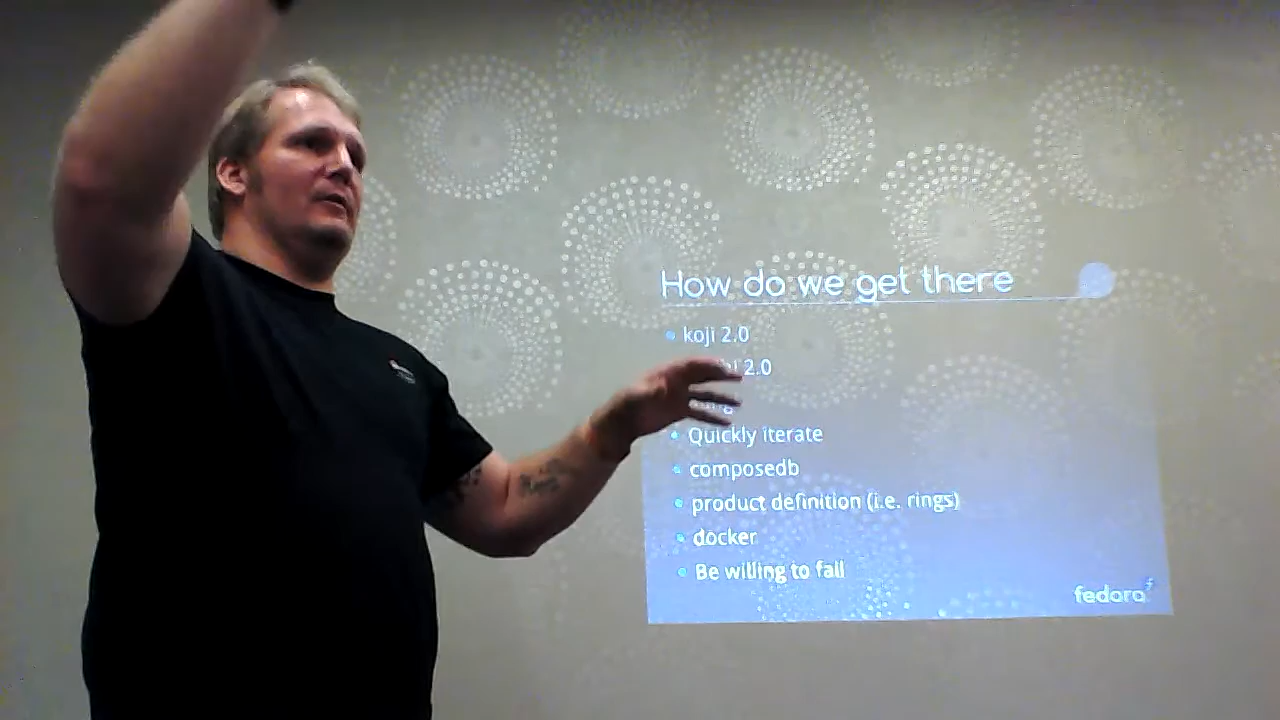 How do we get there
koji 2.0
2.0
Quickly iterate
composedb
product definition (i.e. rings)
docker
Be willing to fail
fedora